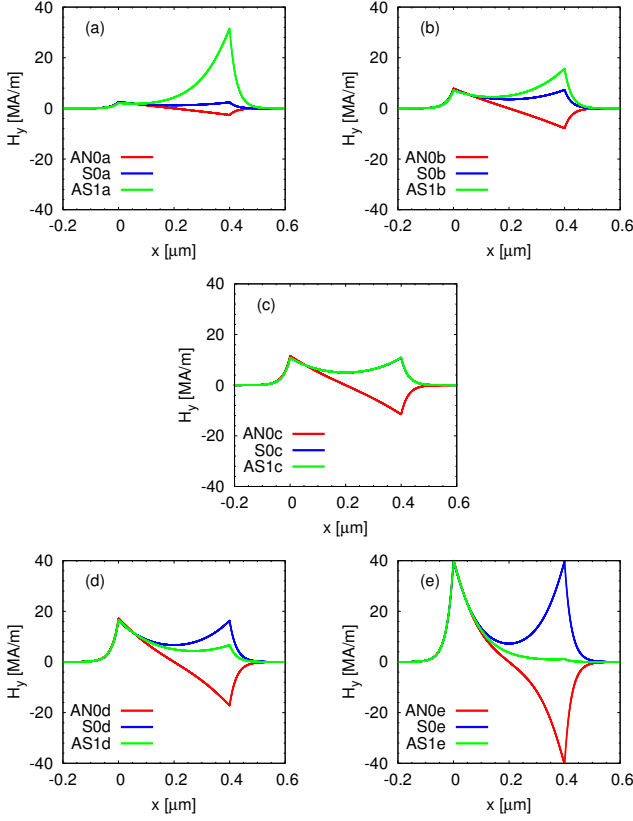 (a)
H_y [MA/m]
40
20
0
-20
-40
AN0a
S0a
AS1a
-0.2 0 0.2 0.4 0.6
x [μm]
(b)
H_y [MA/m]
40
20
0
-20
-40
AN0b
S0b
AS1b
-0.2 0 0.2 0.4 0.6
x [μm]
(c)
H_y [MA/m]
40
20
0
-20
-40
AN0c
S0c
AS1c
-0.2 0 0.2 0.4 0.6
x [μm]
(d)
H_y [MA/m]
40
20
0
-20
-40
AN0d
S0d
AS1d
-0.2 0 0.2 0.4 0.6
x [μm]
(e)
H_y [MA/m]
40
20
0
-20
-40
AN0e
S0e
AS1e
-0.2 0 0.2 0.4 0.6
x [μm]